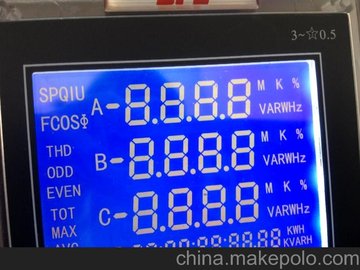 3~☆0.5
SPQIU
FCOSΦ
A-8.8.8.8 M K %
VARWHz
THD
ODD
EVEN
B-8.8.8.8 M K %
VARWHz
TOT
MAX
C-8.8.8.8 M K %
VARWHz
AVG
KWH
KVARH
china.makepolo.com